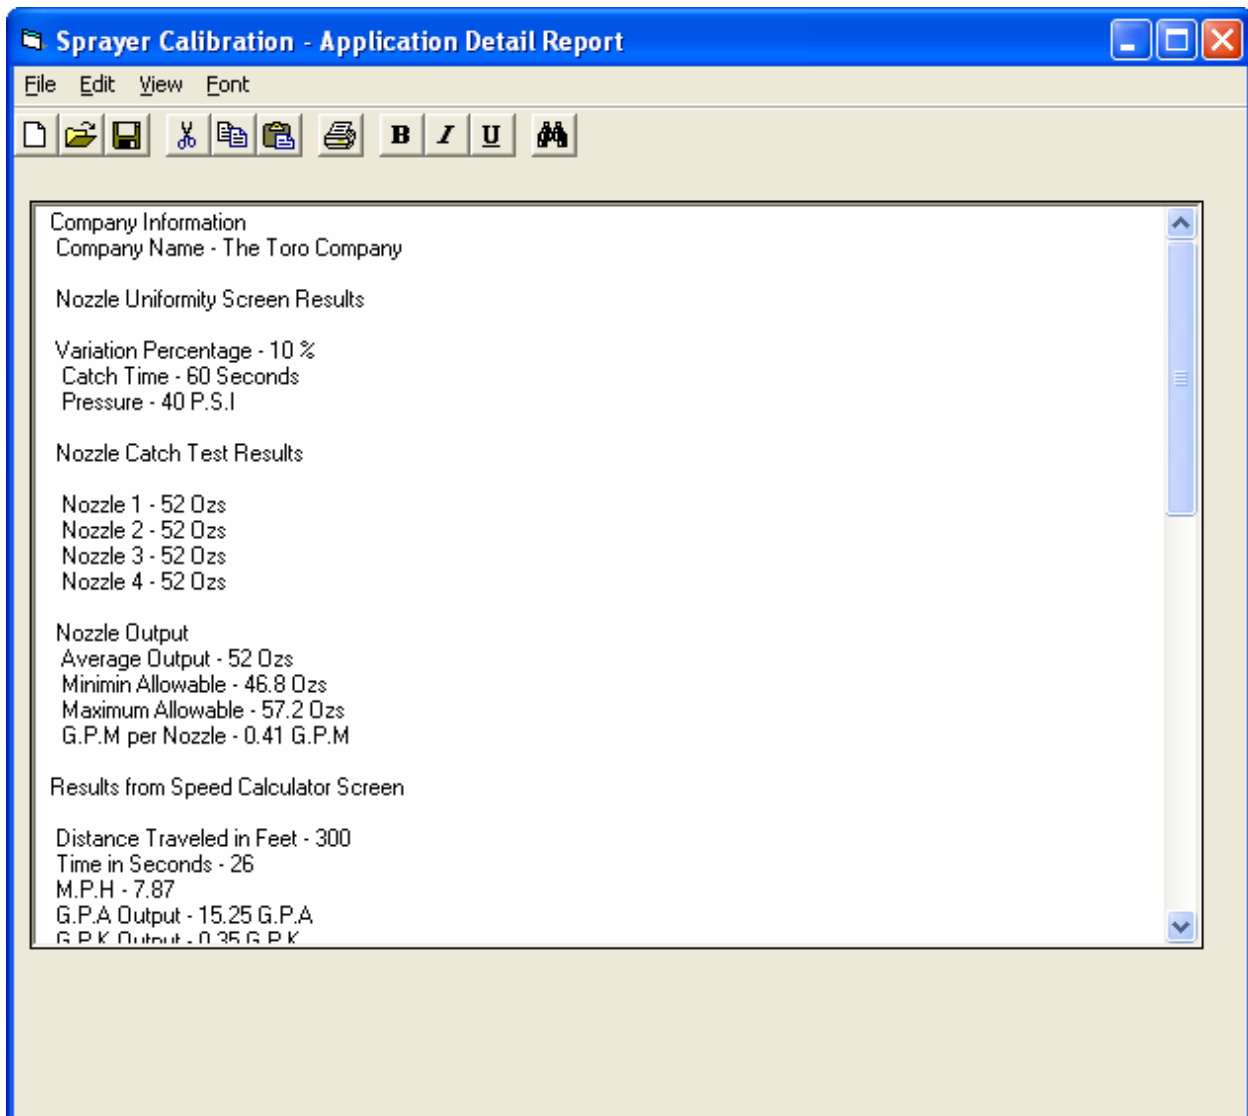 Sprayer Calibration - Application Detail Report
File Edit View Font
B I U
Company Information
Company Name - The Toro Company
Nozzle Uniformity Screen Results
Variation Percentage - 10 %
Catch Time - 60 Seconds
Pressure - 40 P.S.I
Nozzle Catch Test Results
Nozzle 1 - 52 Ozs
Nozzle 2 - 52 Ozs
Nozzle 3 - 52 Ozs
Nozzle 4 - 52 Ozs
Nozzle Output
Average Output - 52 Ozs
Minimin Allowable - 46.8 Ozs
Maximum Allowable - 57.2 Ozs
G.P.M per Nozzle - 0.41 G.P.M
Results from Speed Calculator Screen
Distance Traveled in Feet - 300
Time in Seconds - 26
M.P.H - 7.87
G.P.A Output - 15.25 G.P.A
G.P.K Output - 0.35 G.P.K